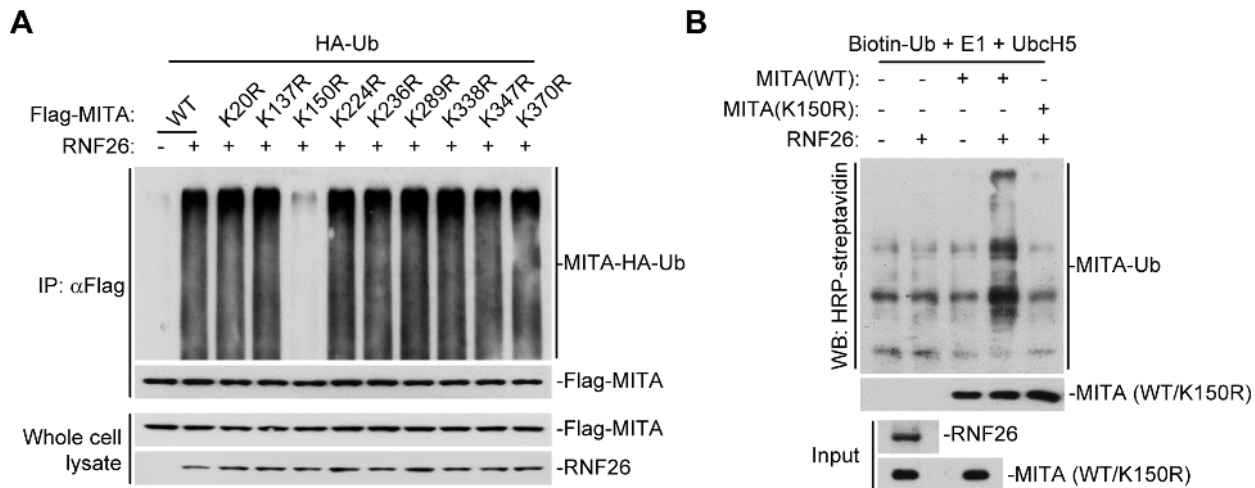 A
HA-Ub
Flag-MITA: WT K20R K137R K150R K224R K236R K289R K338R K347R K370R
RNF26: - + + + + + + + + + +
IP: αFlag
-MITA-HA-Ub
-Flag-MITA
Whole cell lysate
-Flag-MITA
-RNF26
B
Biotin-Ub + E1 + UbcH5
MITA(WT): - - + + -
MITA(K150R): - - - - +
RNF26: - + - + +
WB: HRP-streptavidin
-MITA-Ub
-MITA (WT/K150R)
Input
-RNF26
-MITA (WT/K150R)